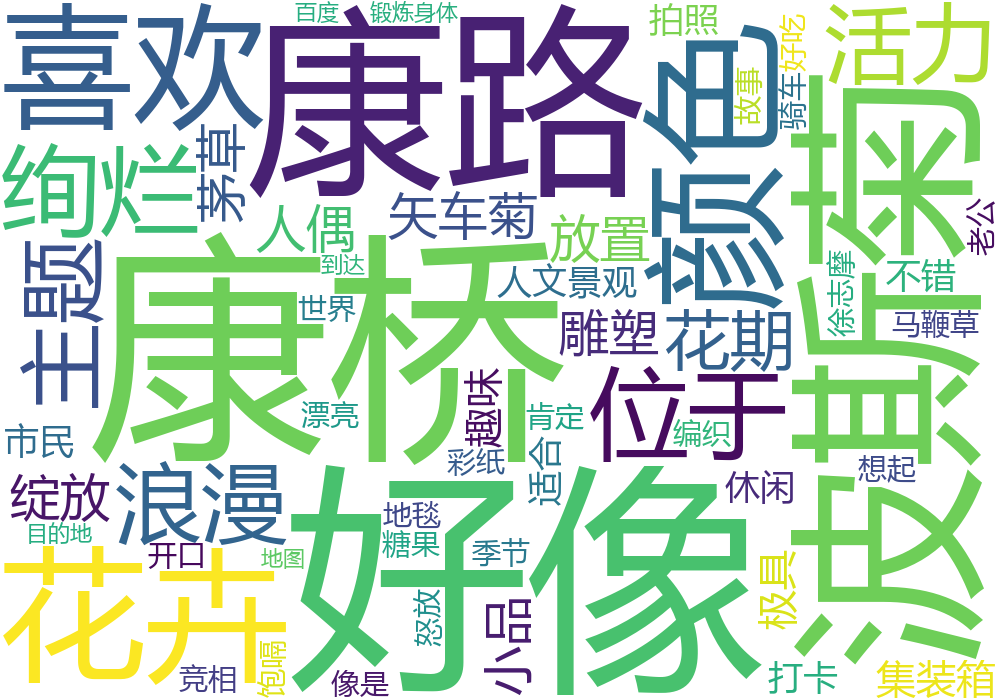 百度
锻炼身体
喜欢
康路
拍照
好吃
活力
颜色
故事
骑车
波斯菊
绚烂
茅草
人偶
矢车菊
放置
老公
主题
康桥
到达
世界
人文景观
徐志摩
不错
雕塑
花期
马鞭草
位于
漂亮
趣味
肯定
编织
市民
彩纸
适合
想起
绽放
浪漫
好像
休闲
地毯
目的地
糖果
开口
地图
季节
花卉
极具
怒放
小品
饱嗝
竞相
像是
打卡
集装箱